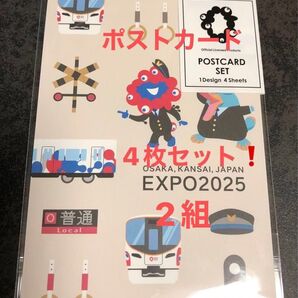 ポストカード
Official Licensed Products
POSTCARD
SET
1Design 4Sheets
４枚セット❗
OSAKA, KANSAI, JAPAN
EXPO2025
２組
普通
Local